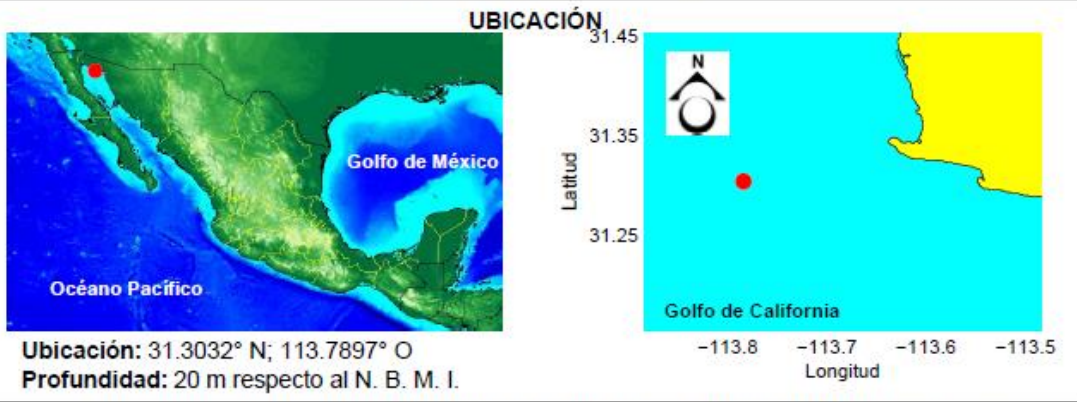 UBICACIÓN
Golfo de México
Océano Pacífico
31.45
31.35
31.25
Latitud
N
Golfo de California
−113.8 −113.7 −113.6 −113.5
Longitud
Ubicación: 31.3032° N; 113.7897° O
Profundidad: 20 m respecto al N. B. M. I.